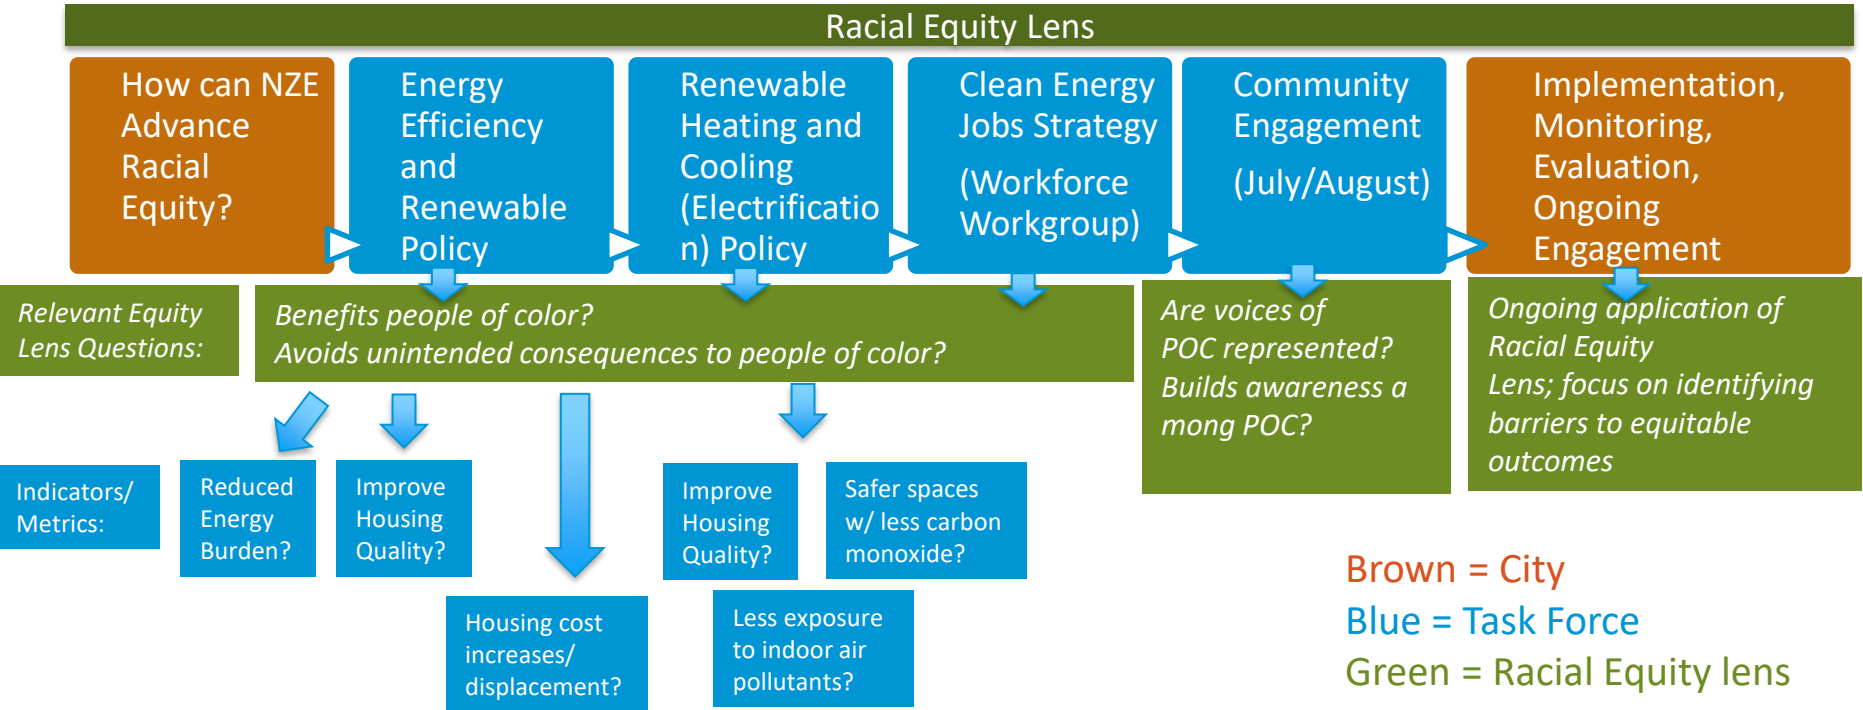 Racial Equity Lens
How can NZE
Advance
Racial
Equity?
Energy
Efficiency
and
Renewable
Policy
Renewable
Heating and
Cooling
(Electrificatio
n) Policy
Clean Energy
Jobs Strategy
(Workforce
Workgroup)
Community
Engagement
(July/August)
Implementation,
Monitoring,
Evaluation,
Ongoing
Engagement
Relevant Equity
Lens Questions:
Benefits people of color?
Avoids unintended consequences to people of color?
Are voices of
POC represented?
Builds awareness a
mong POC?
Ongoing application of
Racial Equity
Lens; focus on identifying
barriers to equitable
outcomes
Indicators/
Metrics:
Reduced
Energy
Burden?
Improve
Housing
Quality?
Housing cost
increases/
displacement?
Improve
Housing
Quality?
Safer spaces
w/ less carbon
monoxide?
Less exposure
to indoor air
pollutants?
Brown = City
Blue = Task Force
Green = Racial Equity lens